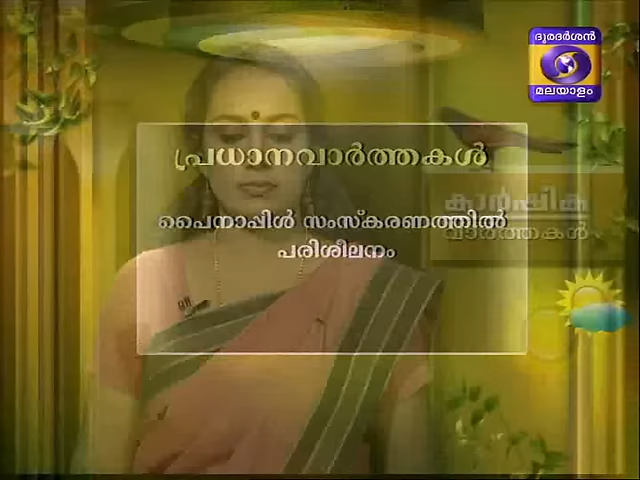 ദൂരദർശൻ
മലയാളം
പ്രധാനവാർത്തകൾ
കാർഷിക
വാർത്തകൾ
പൈനാപ്പിൾ സംസ്കരണത്തിൽ
പരിശീലനം